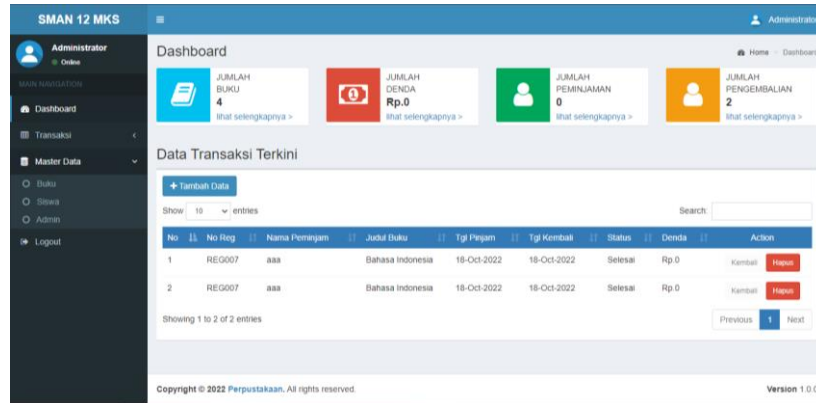 SMAN 12 MKS
Administrator
Administrator
Online
MAIN NAVIGATION
Dashboard
Transaksi
Master Data
Buku
Siswa
Admin
Logout
Dashboard
Home Dashboard
JUMLAH
BUKU
4
lihat selengkapnya >
JUMLAH
DENDA
Rp.0
lihat selengkapnya >
JUMLAH
PEMINJAMAN
0
lihat selengkapnya >
JUMLAH
PENGEMBALIAN
2
lihat selengkapnya >
Data Transaksi Terkini
+ Tambah Data
Show 10 entries
Search:
No No Reg Nama Peminjam Judul Buku Tgl Pinjam Tgl Kembali Status Denda Action
1 REG007 aaa Bahasa Indonesia 18-Oct-2022 18-Oct-2022 Selesai Rp.0 Kembali Hapus
2 REG007 aaa Bahasa Indonesia 18-Oct-2022 18-Oct-2022 Selesai Rp.0 Kembali Hapus
Showing 1 to 2 of 2 entries
Previous 1 Next
Copyright © 2022 Perpustakaan. All rights reserved.
Version 1.0.0